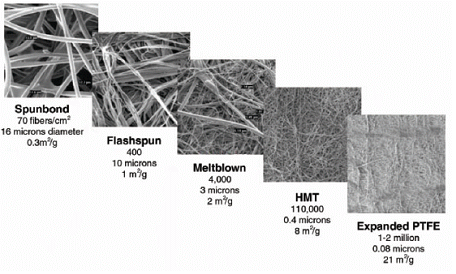 Spunbond
70 fibers/cm²
16 microns diameter
0.3m²/g
Flashspun
400
10 microns
1 m²/g
Meltblown
4,000
3 microns
2 m²/g
HMT
110,000
0.4 microns
8 m²/g
Expanded PTFE
1-2 million
0.08 microns
21 m²/g